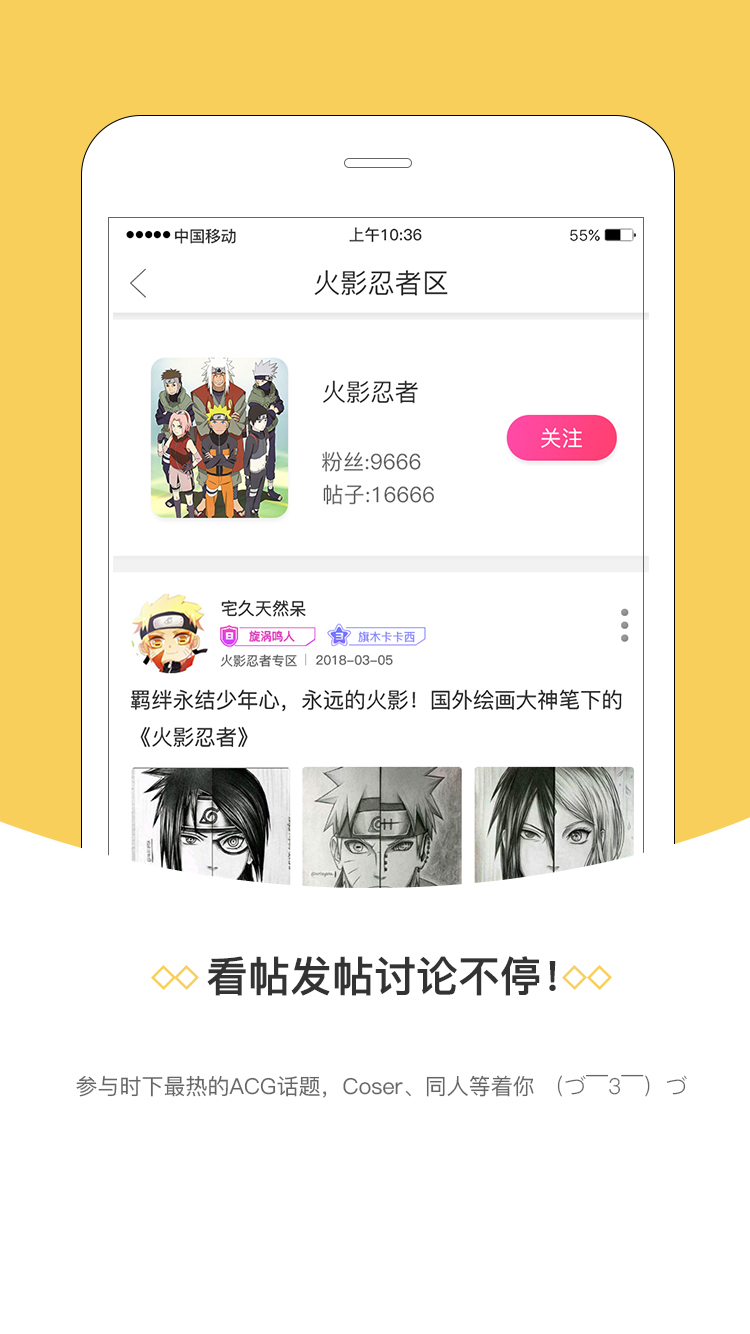 中国移动 上午10:36 55%
火影忍者区
火影忍者
关注
粉丝:9666
帖子:16666
宅久天然呆
旋涡鸣人 旗木卡卡西
火影忍者专区 2018-03-05
羁绊永结少年心，永远的火影！国外绘画大神笔下的
《火影忍者》
看帖发帖讨论不停！
参与时下最热的ACG话题，Coser、同人等着你 （づ￣3￣）づ